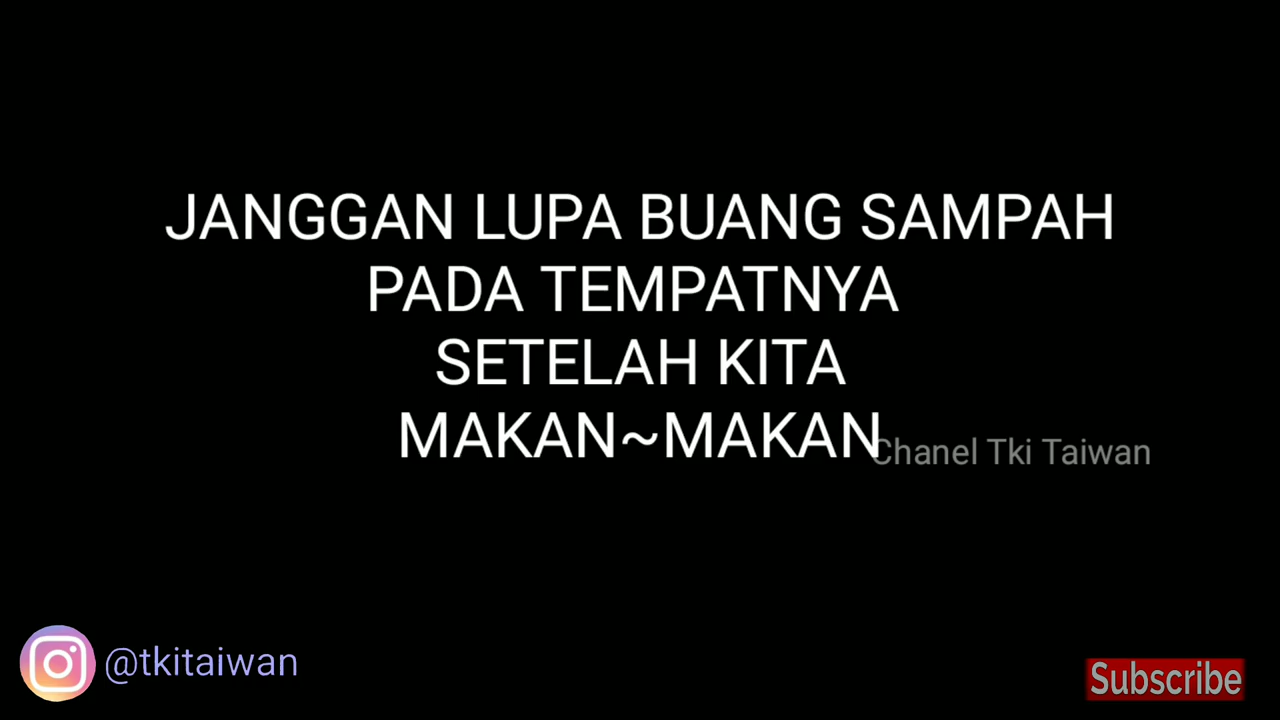 JANGGAN LUPA BUANG SAMPAH
PADA TEMPATNYA
SETELAH KITA
MAKAN~MAKAN
Chanel Tki Taiwan
@tkitaiwan
Subscribe